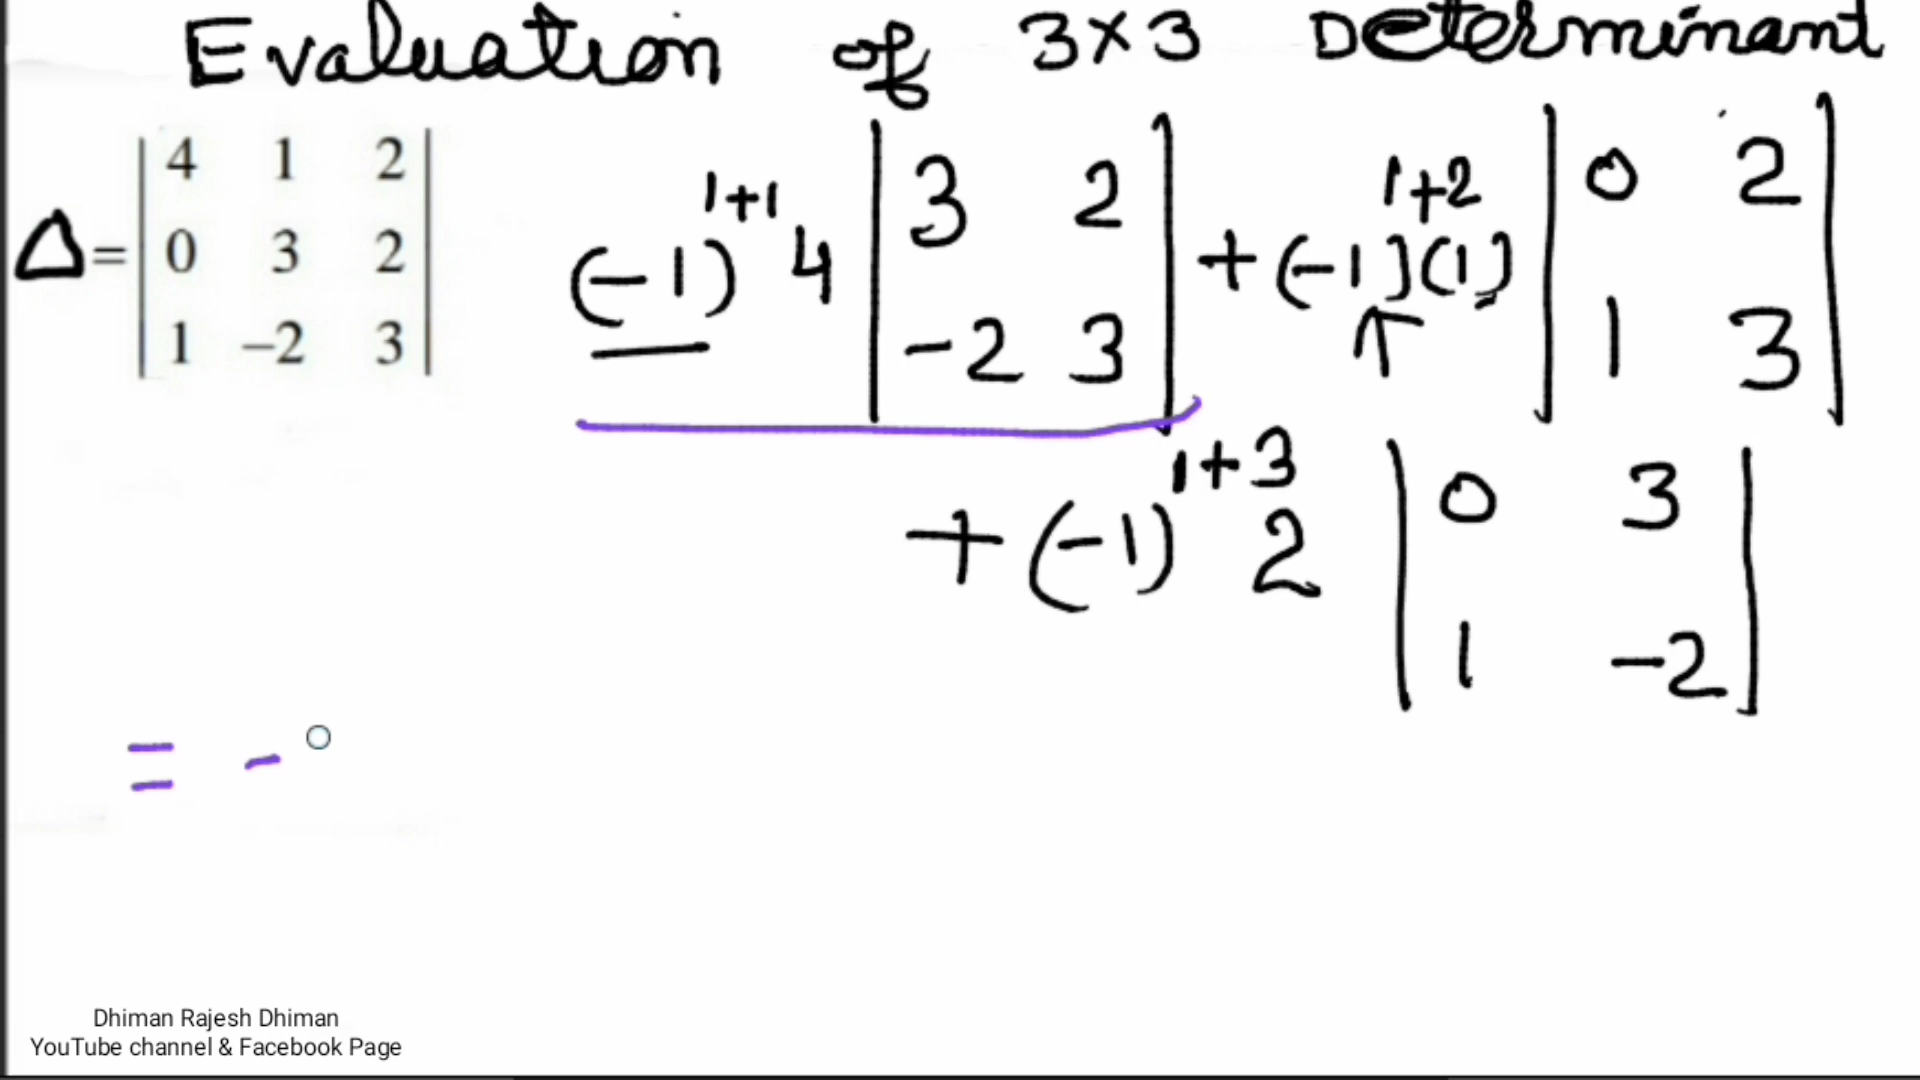 Evaluation of 3×3 Determinant
Δ = | 4 1 2 |
| 0 3 2 |
| 1 −2 3 |
(-1)^1+1 4 | 3 2 | + (-1)^1+2 (1) | 0 2 |
| -2 3 | ↑ | 1 3 |
+ (-1)^1+3 2 | 0 3 |
| 1 -2 |
= -
Dhiman Rajesh Dhiman
YouTube channel & Facebook Page